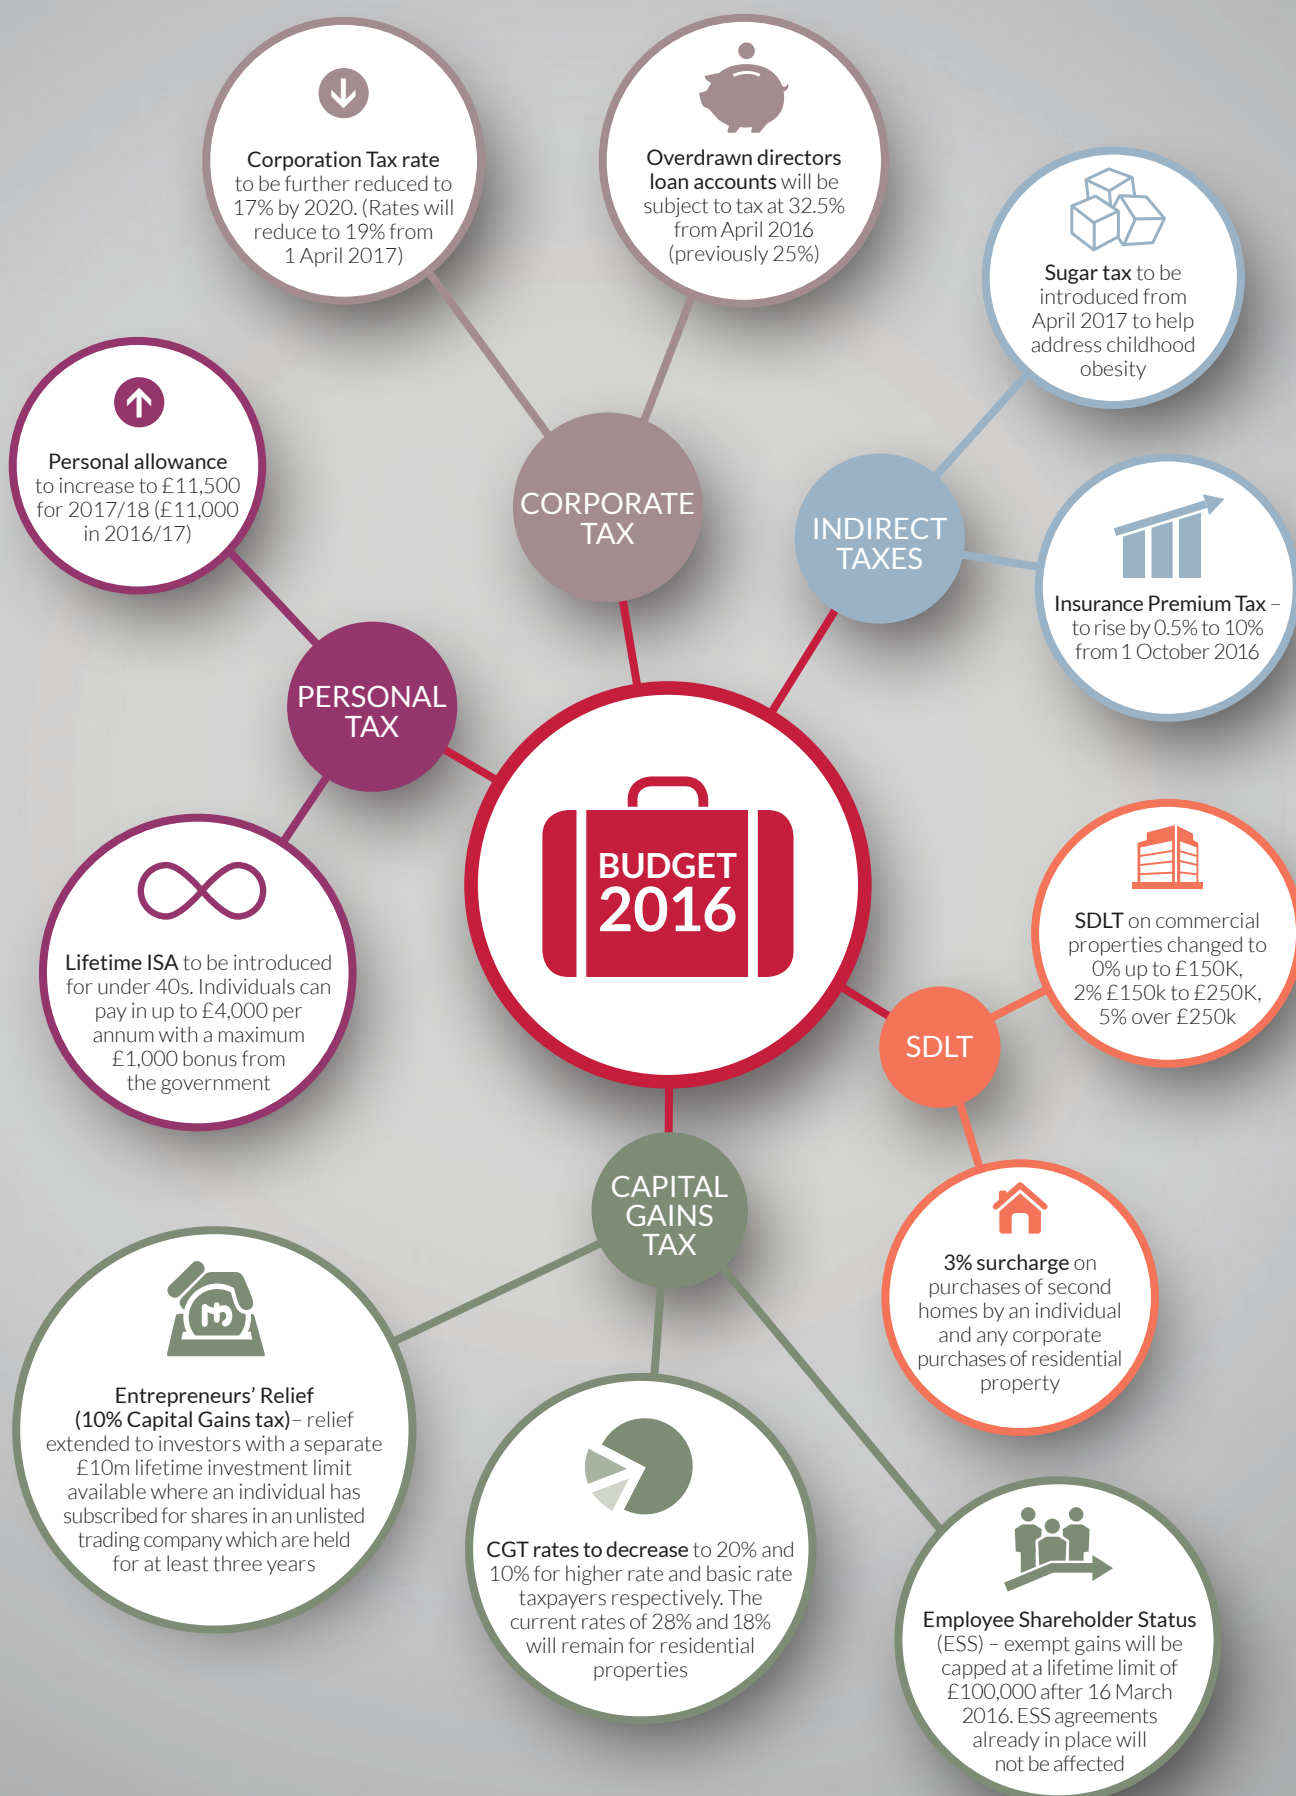 Corporation Tax rate
to be further reduced to
17% by 2020. (Rates will
reduce to 19% from
1 April 2017)
Overdrawn directors
loan accounts will be
subject to tax at 32.5%
from April 2016
(previously 25%)
Sugar tax to be
introduced from
April 2017 to help
address childhood
obesity
Personal allowance
to increase to £11,500
for 2017/18 (£11,000
in 2016/17)
CORPORATE
TAX
INDIRECT
TAXES
Insurance Premium Tax –
to rise by 0.5% to 10%
from 1 October 2016
PERSONAL
TAX
BUDGET
2016
Lifetime ISA to be introduced
for under 40s. Individuals can
pay in up to £4,000 per
annum with a maximum
£1,000 bonus from
the government
SDLT on commercial
properties changed to
0% up to £150K,
2% £150k to £250K,
5% over £250k
SDLT
CAPITAL
GAINS
TAX
3% surcharge on
purchases of second
homes by an individual
and any corporate
purchases of residential
property
Entrepreneurs’ Relief
(10% Capital Gains tax)– relief
extended to investors with a separate
£10m lifetime investment limit
available where an individual has
subscribed for shares in an unlisted
trading company which are held
for at least three years
CGT rates to decrease to 20% and
10% for higher rate and basic rate
taxpayers respectively. The
current rates of 28% and 18%
will remain for residential
properties
Employee Shareholder Status
(ESS) – exempt gains will be
capped at a lifetime limit of
£100,000 after 16 March
2016. ESS agreements
already in place will
not be affected